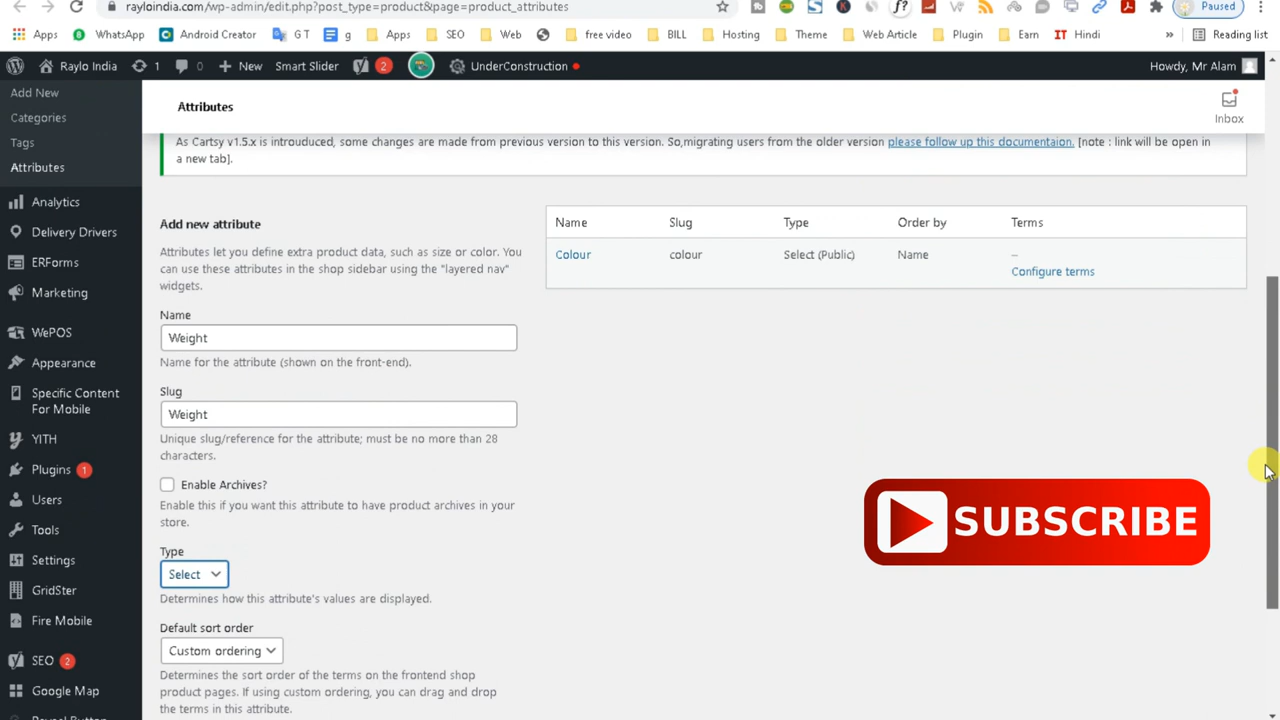 rayloindia.com/wp-admin/edit.php?post_type=product&page=product_attributes
Paused
Apps WhatsApp Android Creator G T g Apps SEO Web free video BILL Hosting Theme Web Article Plugin Earn IT Hindi » Reading list
Raylo India 1 0 + New Smart Slider 2 UnderConstruction Howdy, Mr Alam
Add New
Categories
Tags
Attributes
Analytics
Delivery Drivers
ERForms
Marketing
WePOS
Appearance
Specific Content
For Mobile
YITH
Plugins 1
Users
Tools
Settings
GridSter
Fire Mobile
SEO 2
Google Map
Attributes
Inbox
As Cartsy v1.5.x is introuduced, some changes are made from previous version to this version. So,migrating users from the older version please follow up this documentaion. [note : link will be open in
a new tab].
Add new attribute
Attributes let you define extra product data, such as size or color. You
can use these attributes in the shop sidebar using the "layered nav"
widgets.
Name
Weight
Name for the attribute (shown on the front-end).
Slug
Weight
Unique slug/reference for the attribute; must be no more than 28
characters.
Enable Archives?
Enable this if you want this attribute to have product archives in your
store.
Type
Select
Determines how this attribute's values are displayed.
Default sort order
Custom ordering
Determines the sort order of the terms on the frontend shop
product pages. If using custom ordering, you can drag and drop
the terms in this attribute.
Name Slug Type Order by Terms
Colour colour Select (Public) Name –
Configure terms
SUBSCRIBE